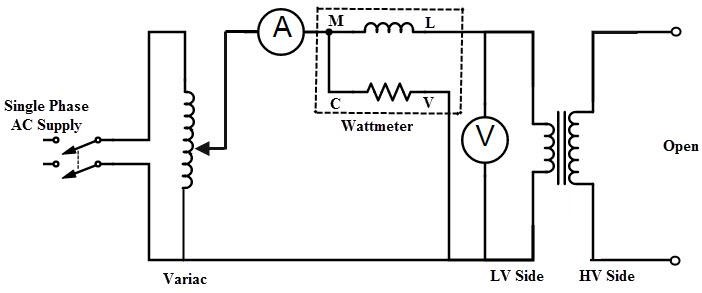 A
M
L
Single Phase
AC Supply
C
V
Wattmeter
V
Open
Variac
LV Side
HV Side